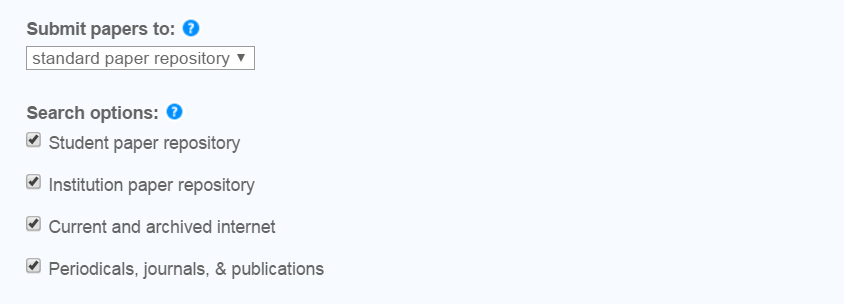 Submit papers to: ?
standard paper repository ▼
Search options: ?
Student paper repository
Institution paper repository
Current and archived internet
Periodicals, journals, & publications